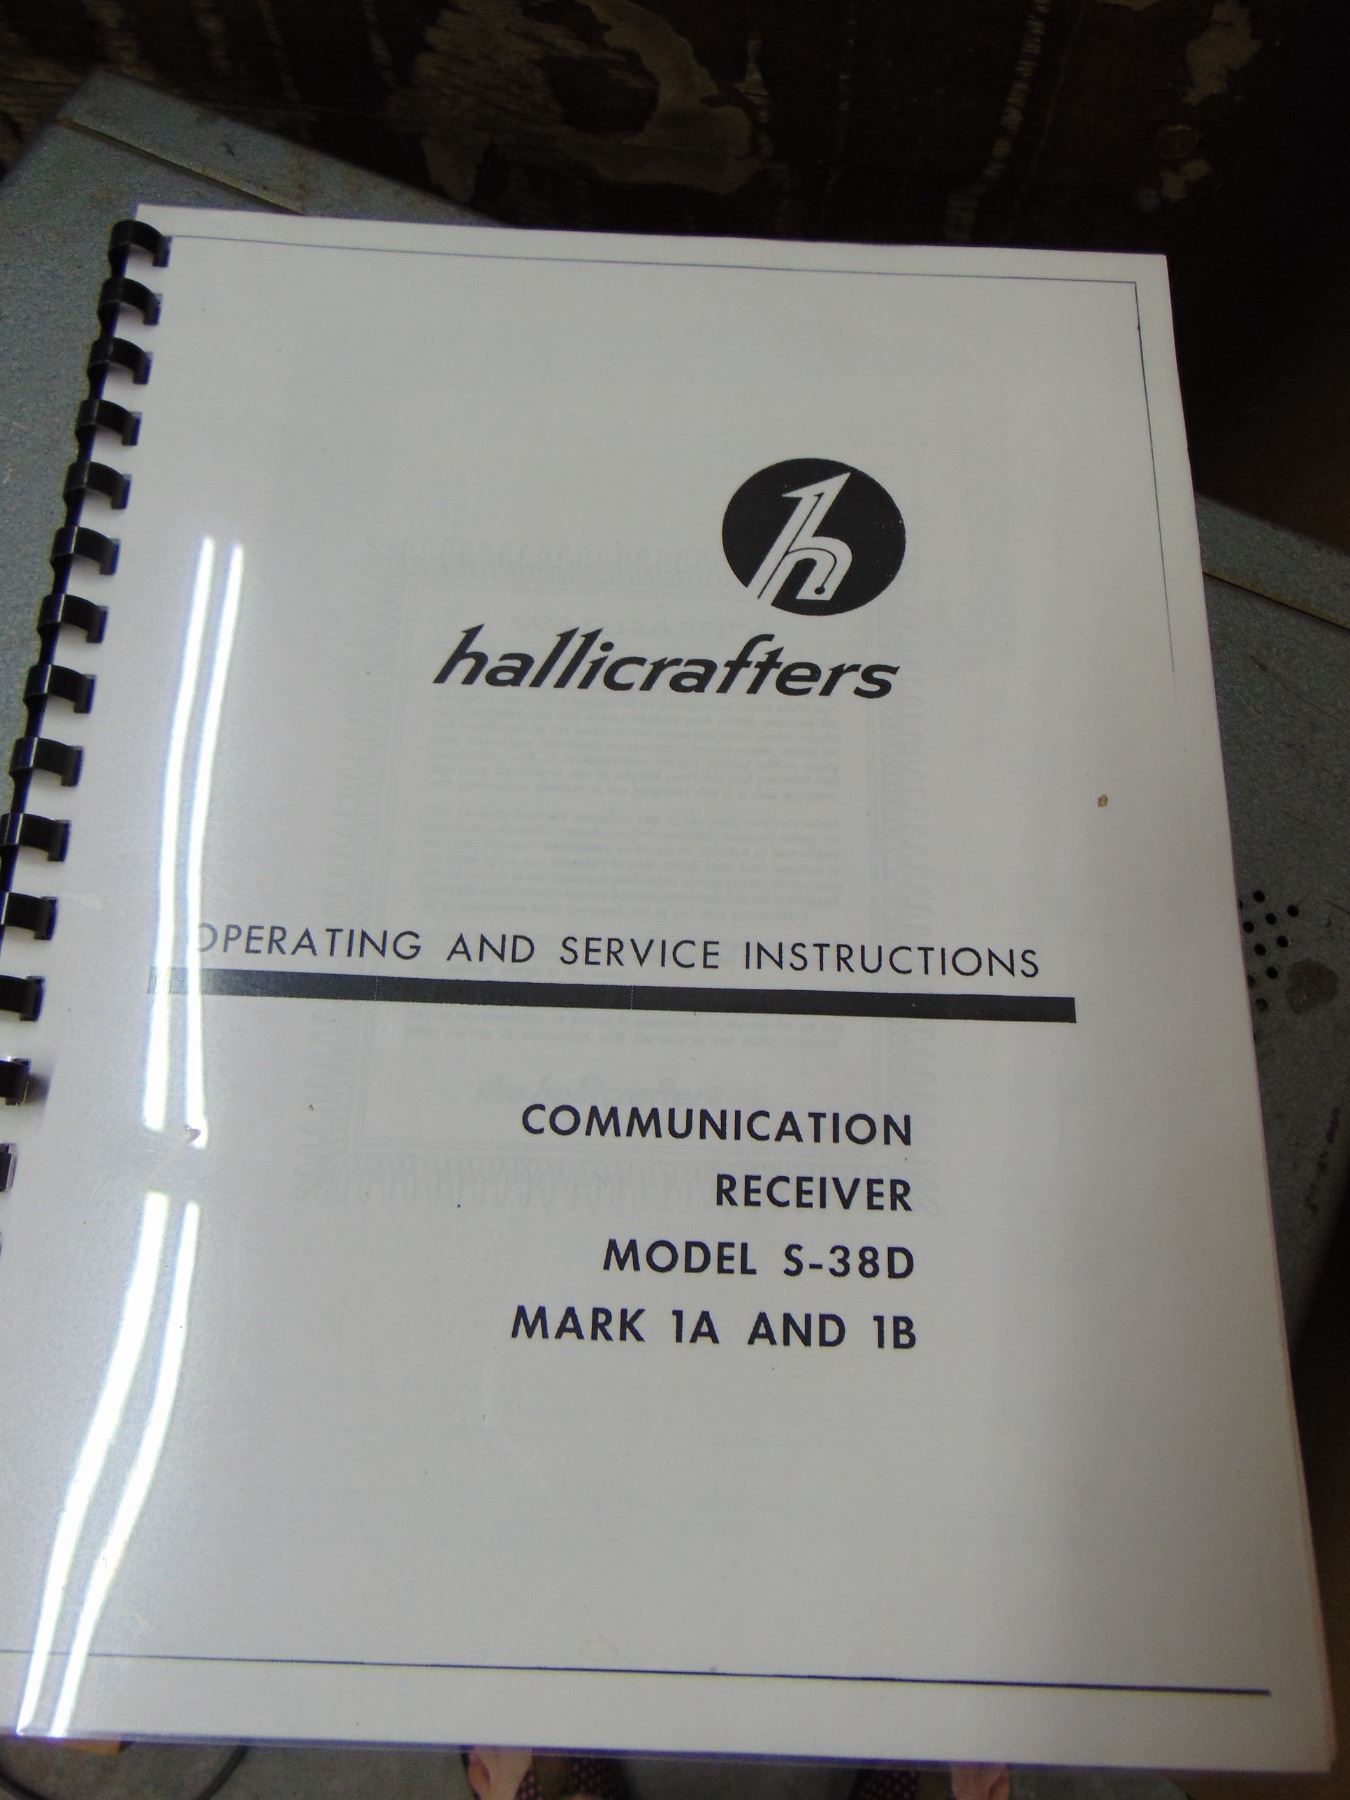 h
hallicrafters
OPERATING AND SERVICE INSTRUCTIONS
COMMUNICATION
RECEIVER
MODEL S-38D
MARK 1A AND 1B